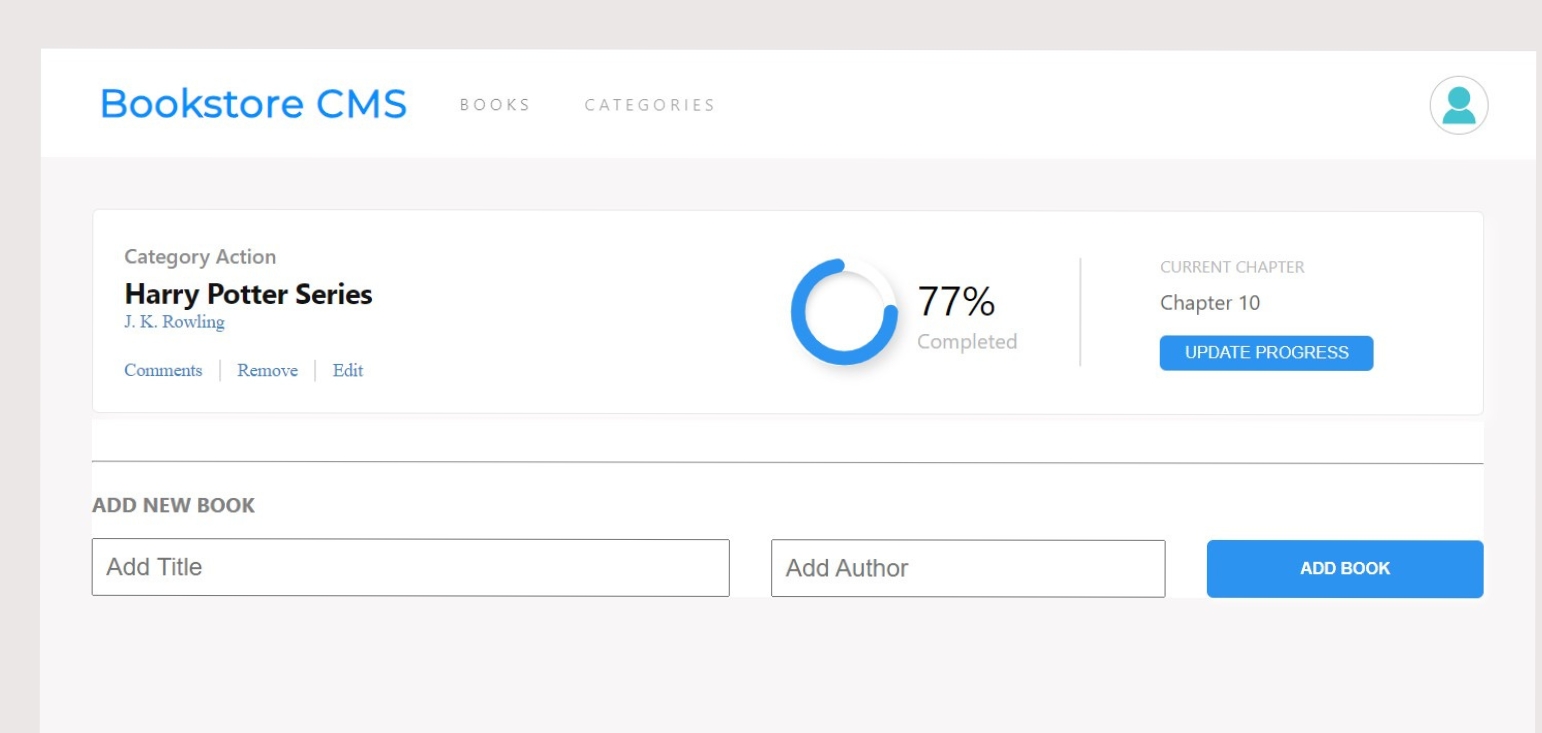 Bookstore CMS BOOKS CATEGORIES
Category Action
Harry Potter Series
J. K. Rowling
Comments Remove Edit
77%
Completed
CURRENT CHAPTER
Chapter 10
UPDATE PROGRESS
ADD NEW BOOK
Add Title Add Author ADD BOOK